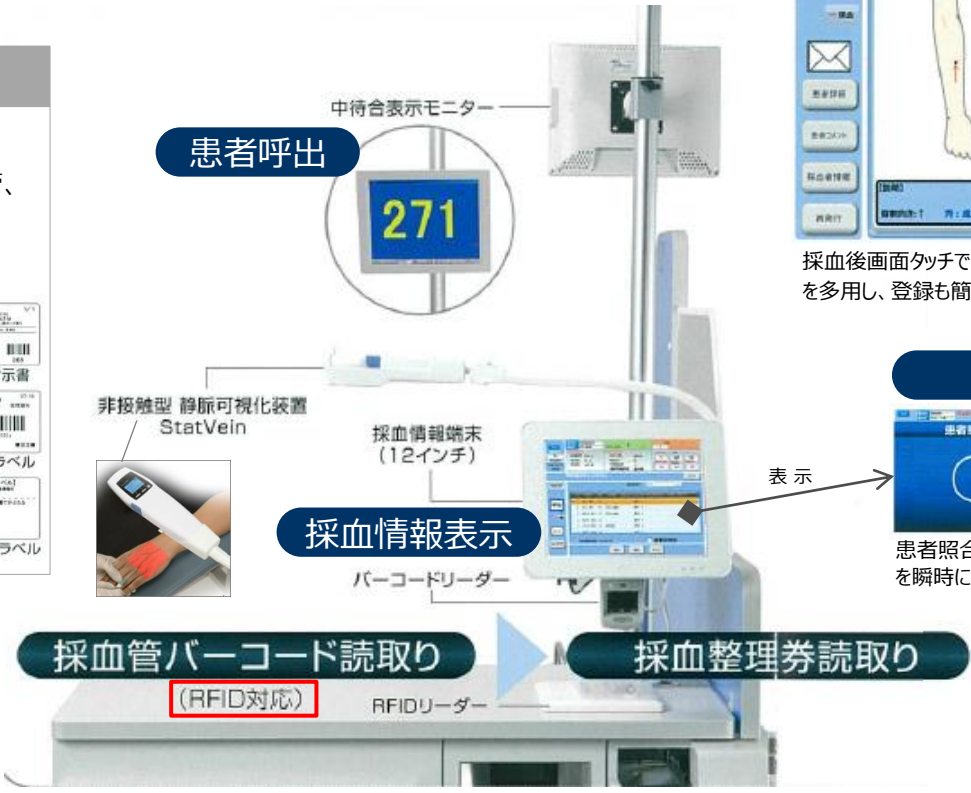 採血
中待合表示モニター
患者呼出
271
患者詳細
患者コメント
採血者情報
再発行
採血後画面タッチで
を多用し、登録も簡
、
示書
ラベル
ラベル
非接触型 静脈可視化装置
StatVein
採血情報端末
(12インチ)
表 示
採血情報表示
バーコードリーダー
患者照合
を瞬時に
採血管バーコード読取り
採血整理券読取り
(RFID対応)
RFIDリーダー